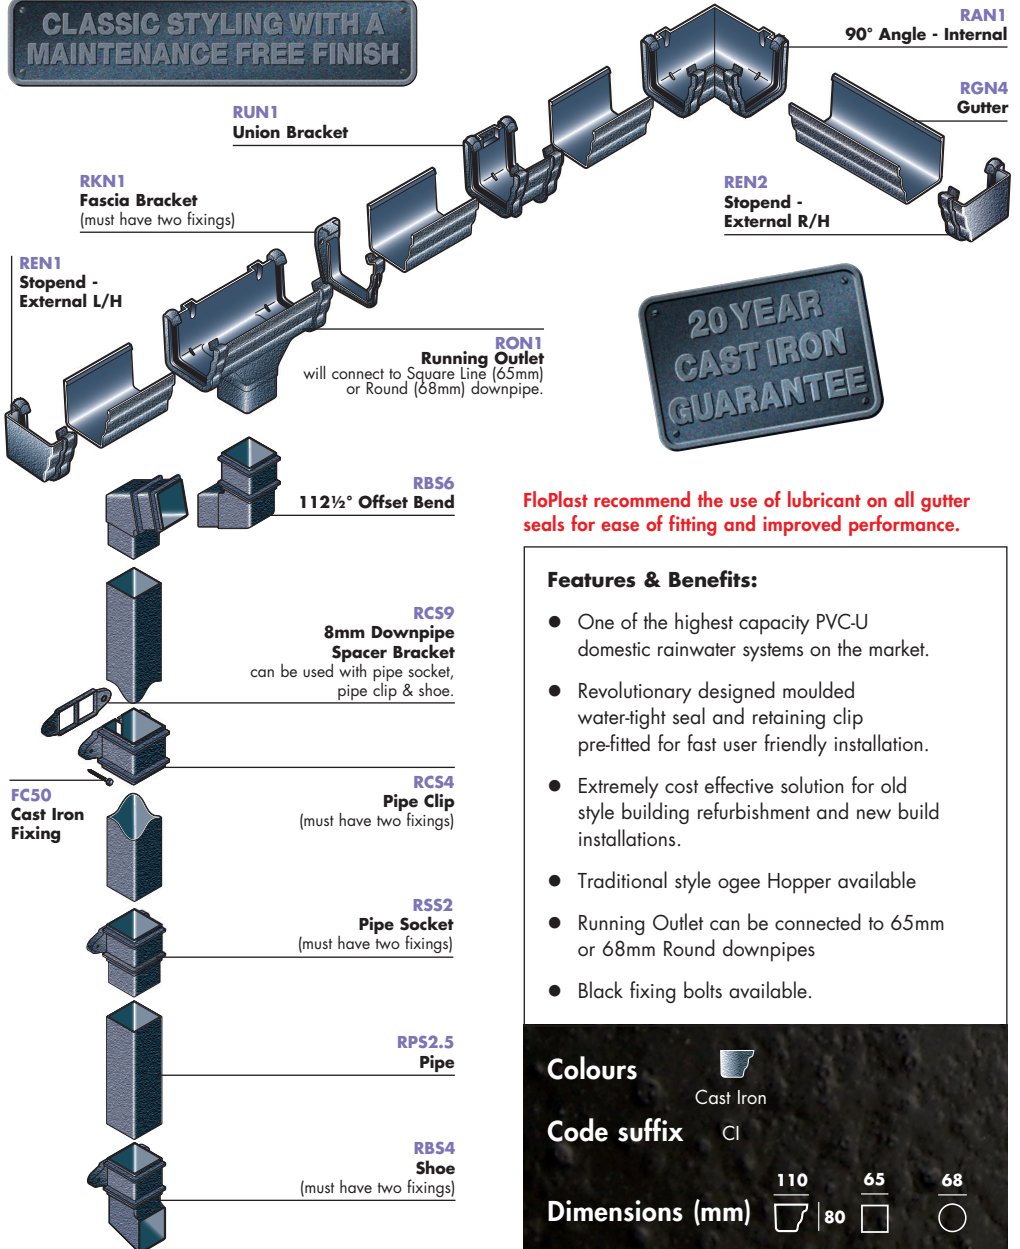 CLASSIC STYLING WITH A
MAINTENANCE FREE FINISH
RAN1
90° Angle - Internal
RGN4
Gutter
RUN1
Union Bracket
RKN1
Fascia Bracket
(must have two fixings)
REN2
Stopend -
External R/H
REN1
Stopend -
External L/H
20 YEAR
CAST IRON
GUARANTEE
RON1
Running Outlet
will connect to Square Line (65mm)
or Round (68mm) downpipe.
RBS6
112½° Offset Bend
RCS9
8mm Downpipe
Spacer Bracket
can be used with pipe socket,
pipe clip & shoe.
FC50
Cast Iron
Fixing
RCS4
Pipe Clip
(must have two fixings)
RSS2
Pipe Socket
(must have two fixings)
RPS2.5
Pipe
RBS4
Shoe
(must have two fixings)
FloPlast recommend the use of lubricant on all gutter
seals for ease of fitting and improved performance.
Features & Benefits:
● One of the highest capacity PVC-U
domestic rainwater systems on the market.
● Revolutionary designed moulded
water-tight seal and retaining clip
pre-fitted for fast user friendly installation.
● Extremely cost effective solution for old
style building refurbishment and new build
installations.
● Traditional style ogee Hopper available
● Running Outlet can be connected to 65mm
or 68mm Round downpipes
● Black fixing bolts available.
Colours
Cast Iron
Code suffix CI
110 65 68
Dimensions (mm) 80